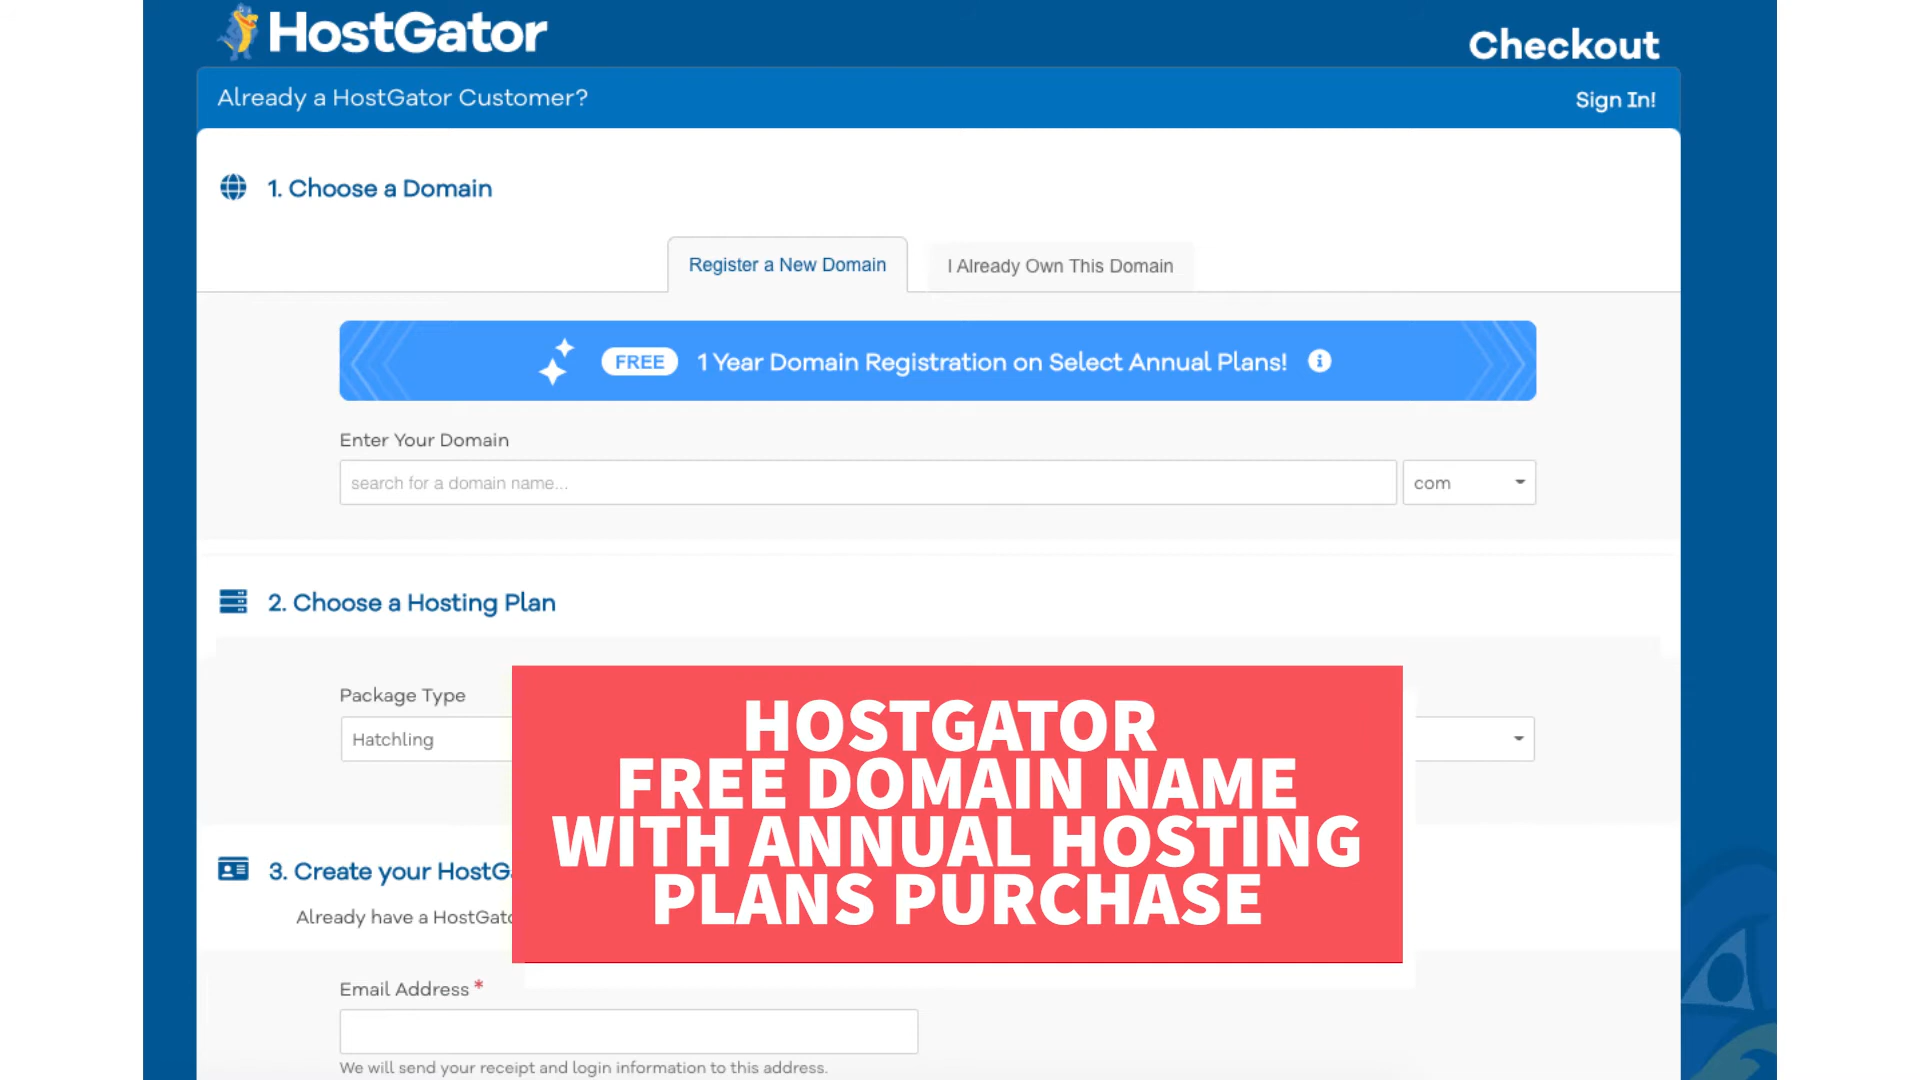 HostGator
Checkout
Already a HostGator Customer?
Sign In!
1. Choose a Domain
Register a New Domain
I Already Own This Domain
FREE 1 Year Domain Registration on Select Annual Plans!
Enter Your Domain
search for a domain name...
com
2. Choose a Hosting Plan
Package Type
Hatchling
HOSTGATOR
FREE DOMAIN NAME
WITH ANNUAL HOSTING
PLANS PURCHASE
3. Create your HostG
Already have a HostGato
Email Address *
We will send your receipt and login information to this address.